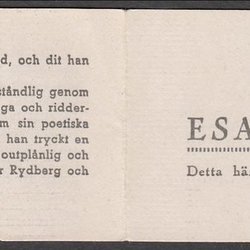 d, och dit han
ståndlig genom
ga och ridder-
m sin poetiska
han tryckt en
outplånlig och
r Rydberg och
ESA
Detta hä